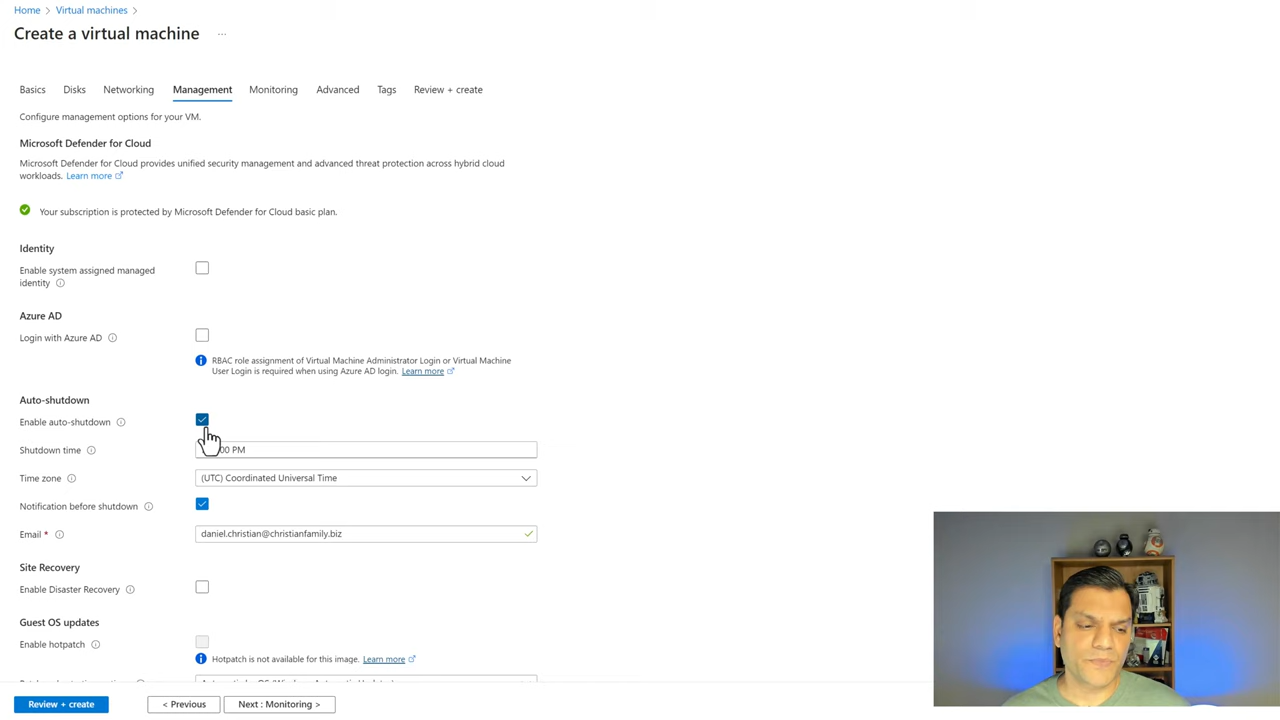 Home > Virtual machines >
Create a virtual machine ...
Basics Disks Networking Management Monitoring Advanced Tags Review + create
Configure management options for your VM.
Microsoft Defender for Cloud
Microsoft Defender for Cloud provides unified security management and advanced threat protection across hybrid cloud
workloads. Learn more
Your subscription is protected by Microsoft Defender for Cloud basic plan.
Identity
Enable system assigned managed
identity
Azure AD
Login with Azure AD
RBAC role assignment of Virtual Machine Administrator Login or Virtual Machine
User Login is required when using Azure AD login. Learn more
Auto-shutdown
Enable auto-shutdown
Shutdown time 00 PM
Time zone (UTC) Coordinated Universal Time
Notification before shutdown
Email * daniel.christian@christianfamily.biz
Site Recovery
Enable Disaster Recovery
Guest OS updates
Enable hotpatch
Hotpatch is not available for this image. Learn more
Review + create < Previous Next : Monitoring >